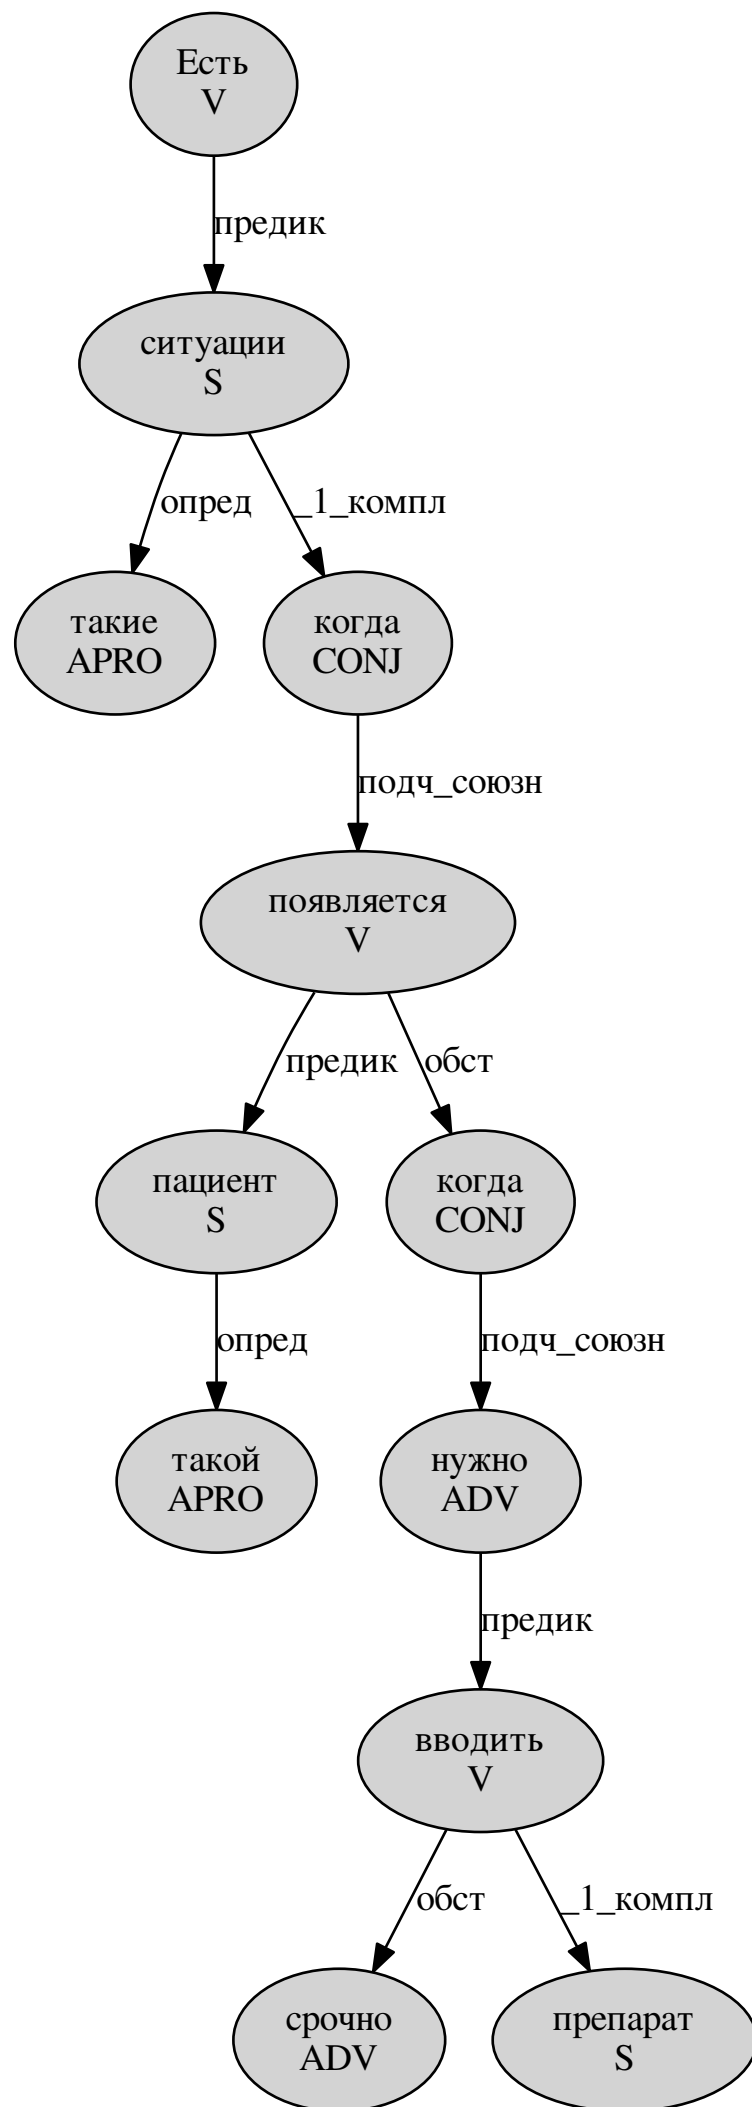 Есть
V
предик
ситуации
S
опред
_1_компл
такие
APRO
когда
CONJ
подч_союзн
появляется
V
предик
обст
пациент
S
когда
CONJ
опред
подч_союзн
такой
APRO
нужно
ADV
предик
вводить
V
обст
_1_компл
срочно
ADV
препарат
S